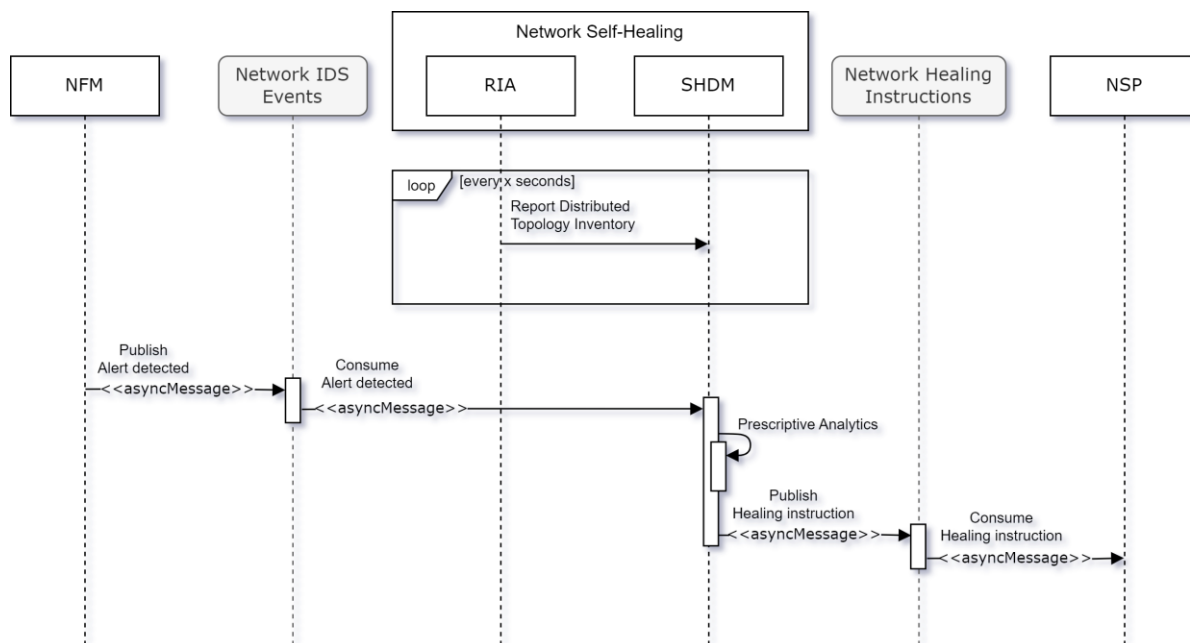 Network Self-Healing
NFM
Network IDS
Events
RIA
SHDM
Network Healing
Instructions
NSP
loop
[every x seconds]
Report Distributed
Topology Inventory
Publish
Alert detected
<<asyncMessage>>
Consume
Alert detected
<<asyncMessage>>
Prescriptive Analytics
Publish
Healing instruction
<<asyncMessage>>
Consume
Healing instruction
<<asyncMessage>>